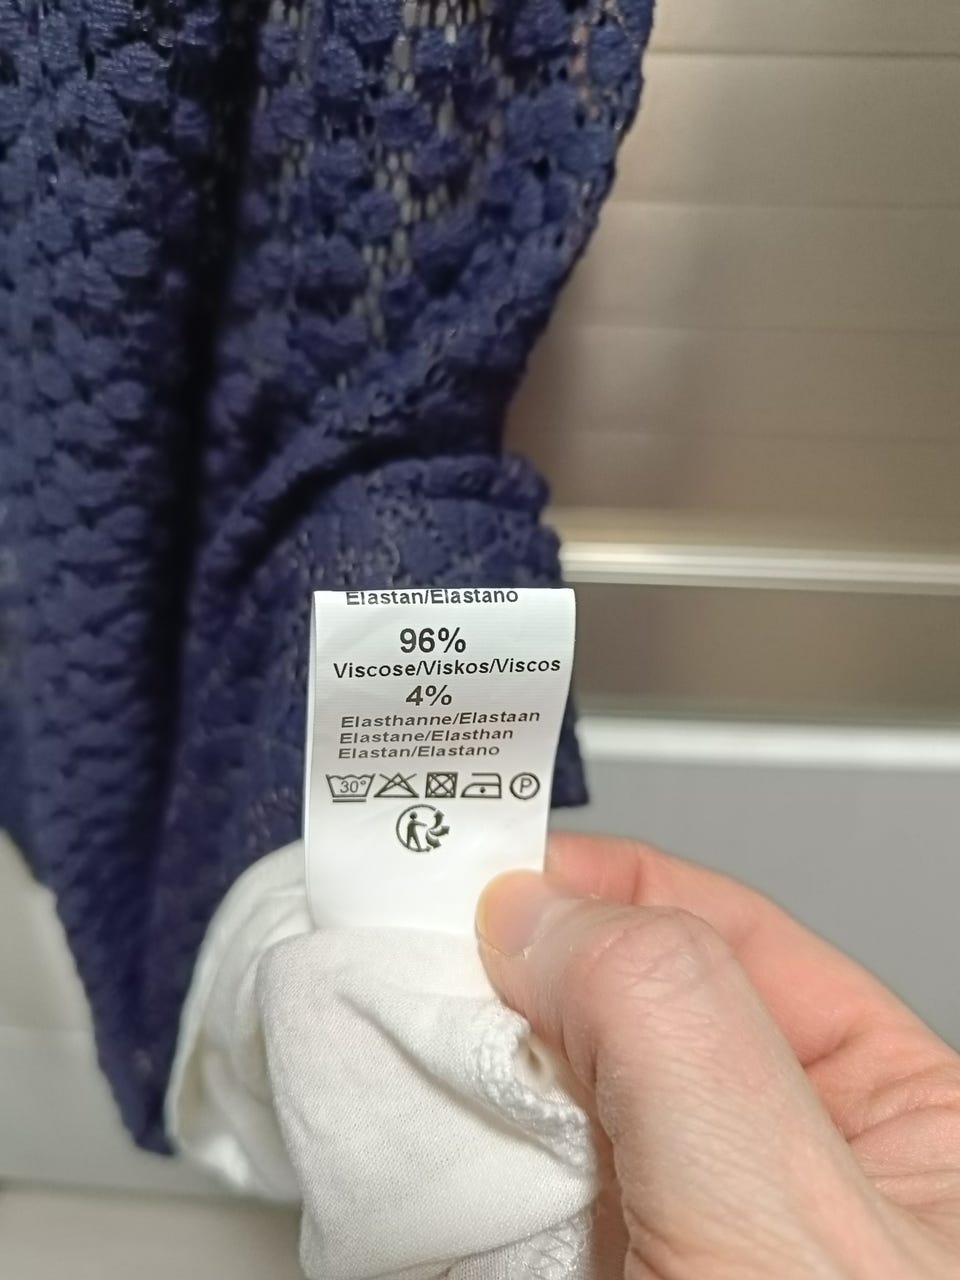 Elastan/Elastano
96%
Viscose/Viskos/Viscos
4%
Elasthanne/Elastaan
Elastane/Elasthan
Elastan/Elastano
30°
P